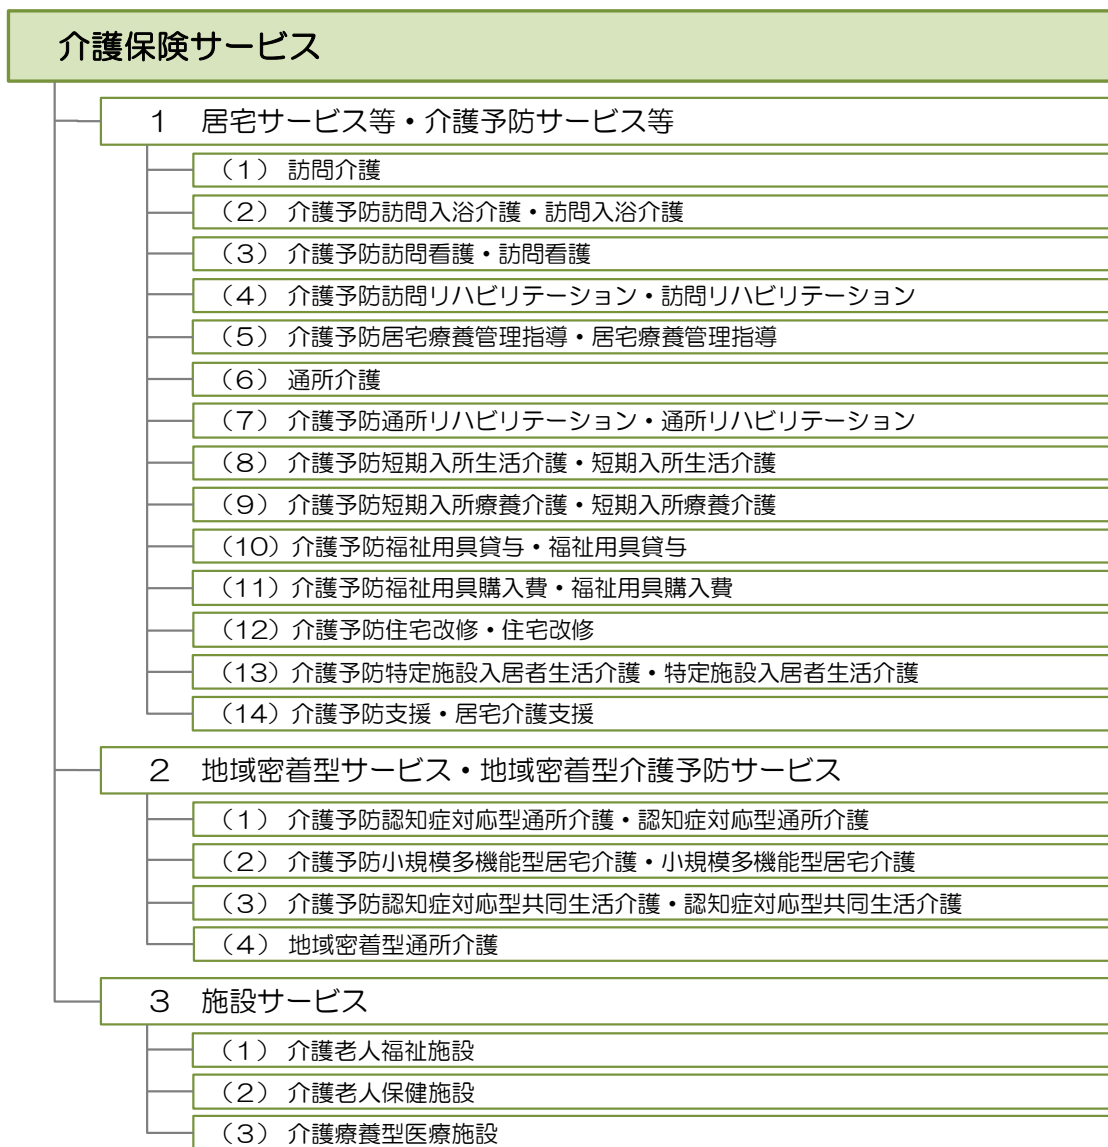 介護保険サービス
１　居宅サービス等・介護予防サービス等
（１） 訪問介護
（２） 介護予防訪問入浴介護・訪問入浴介護
（３） 介護予防訪問看護・訪問看護
（４） 介護予防訪問リハビリテーション・訪問リハビリテーション
（５） 介護予防居宅療養管理指導・居宅療養管理指導
（６） 通所介護
（７） 介護予防通所リハビリテーション・通所リハビリテーション
（８） 介護予防短期入所生活介護・短期入所生活介護
（９） 介護予防短期入所療養介護・短期入所療養介護
（10）介護予防福祉用具貸与・福祉用具貸与
（11）介護予防福祉用具購入費・福祉用具購入費
（12）介護予防住宅改修・住宅改修
（13）介護予防特定施設入居者生活介護・特定施設入居者生活介護
（14）介護予防支援・居宅介護支援
２　地域密着型サービス・地域密着型介護予防サービス
（１） 介護予防認知症対応型通所介護・認知症対応型通所介護
（２） 介護予防小規模多機能型居宅介護・小規模多機能型居宅介護
（３） 介護予防認知症対応型共同生活介護・認知症対応型共同生活介護
（４） 地域密着型通所介護
３　施設サービス
（１） 介護老人福祉施設
（２） 介護老人保健施設
（３） 介護療養型医療施設